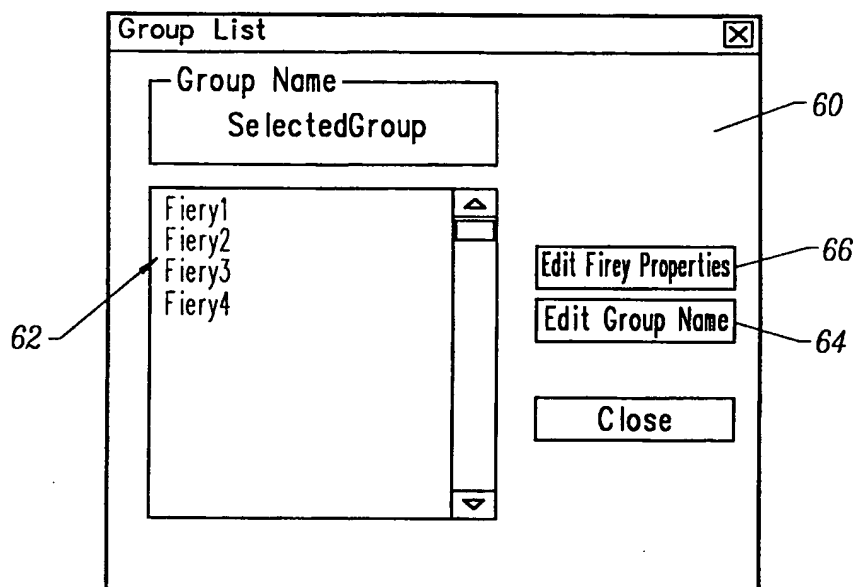 Group List
Group Name
SelectedGroup
60
Fiery1
Fiery2
Fiery3
Fiery4
62
Edit Firey Properties
66
Edit Group Name
64
Close